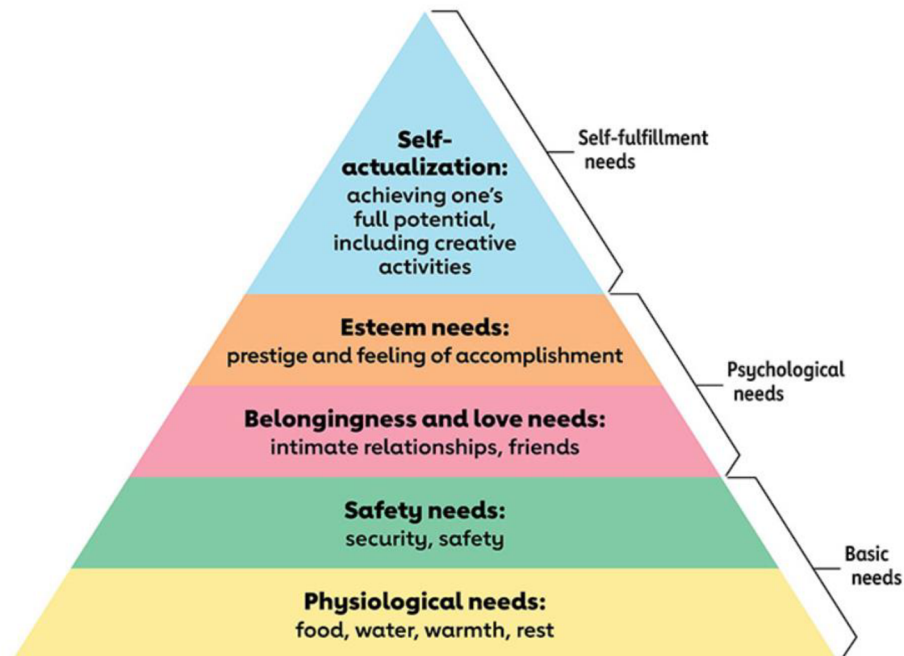 Self-
actualization:
achieving one's
full potential,
including creative
activities
Self-fulfillment
needs
Esteem needs:
prestige and feeling of accomplishment
Psychological
needs
Belongingness and love needs:
intimate relationships, friends
Safety needs:
security, safety
Basic
needs
Physiological needs:
food, water, warmth, rest